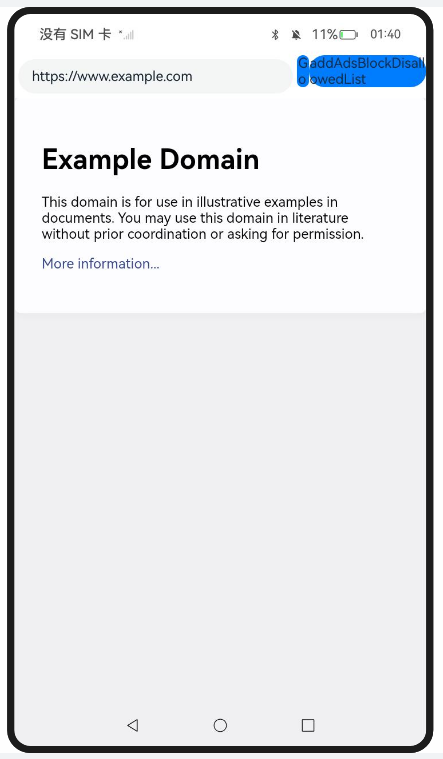 没有 SIM 卡 11% 01:40
https://www.example.com Go addAdsBlockDisallowedList
Example Domain
This domain is for use in illustrative examples in
documents. You may use this domain in literature
without prior coordination or asking for permission.
More information...